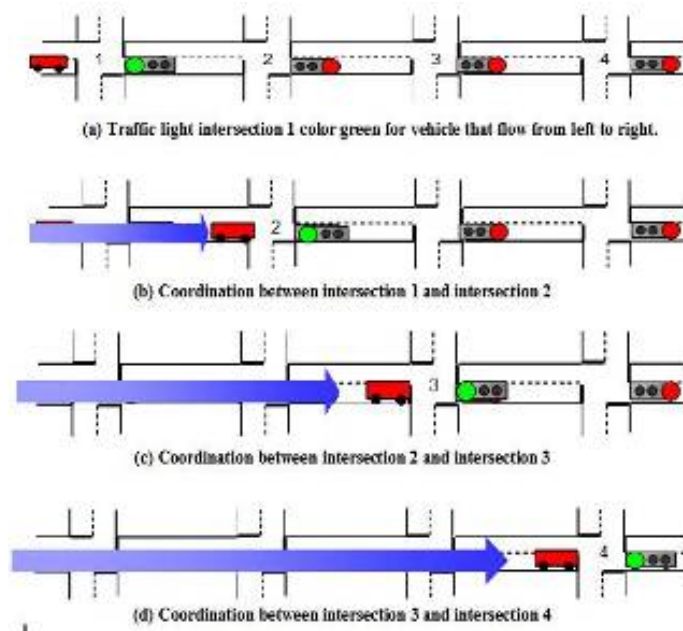 1 2 3 4
(a) Traffic light intersection 1 color green for vehicle that flow from left to right.
2
(b) Coordination between intersection 1 and intersection 2
3
(c) Coordination between intersection 2 and intersection 3
4
(d) Coordination between intersection 3 and intersection 4